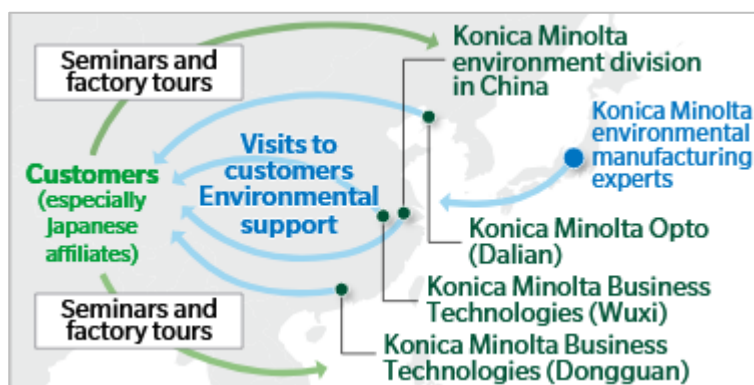 Seminars and
factory tours
Konica Minolta
environment division
in China
Konica Minolta
environmental
manufacturing
experts
Visits to
customers
Environmental
support
Customers
(especially
Japanese
affiliates)
Konica Minolta Opto
(Dalian)
Konica Minolta Business
Technologies (Wuxi)
Seminars and
factory tours
Konica Minolta Business
Technologies (Dongguan)